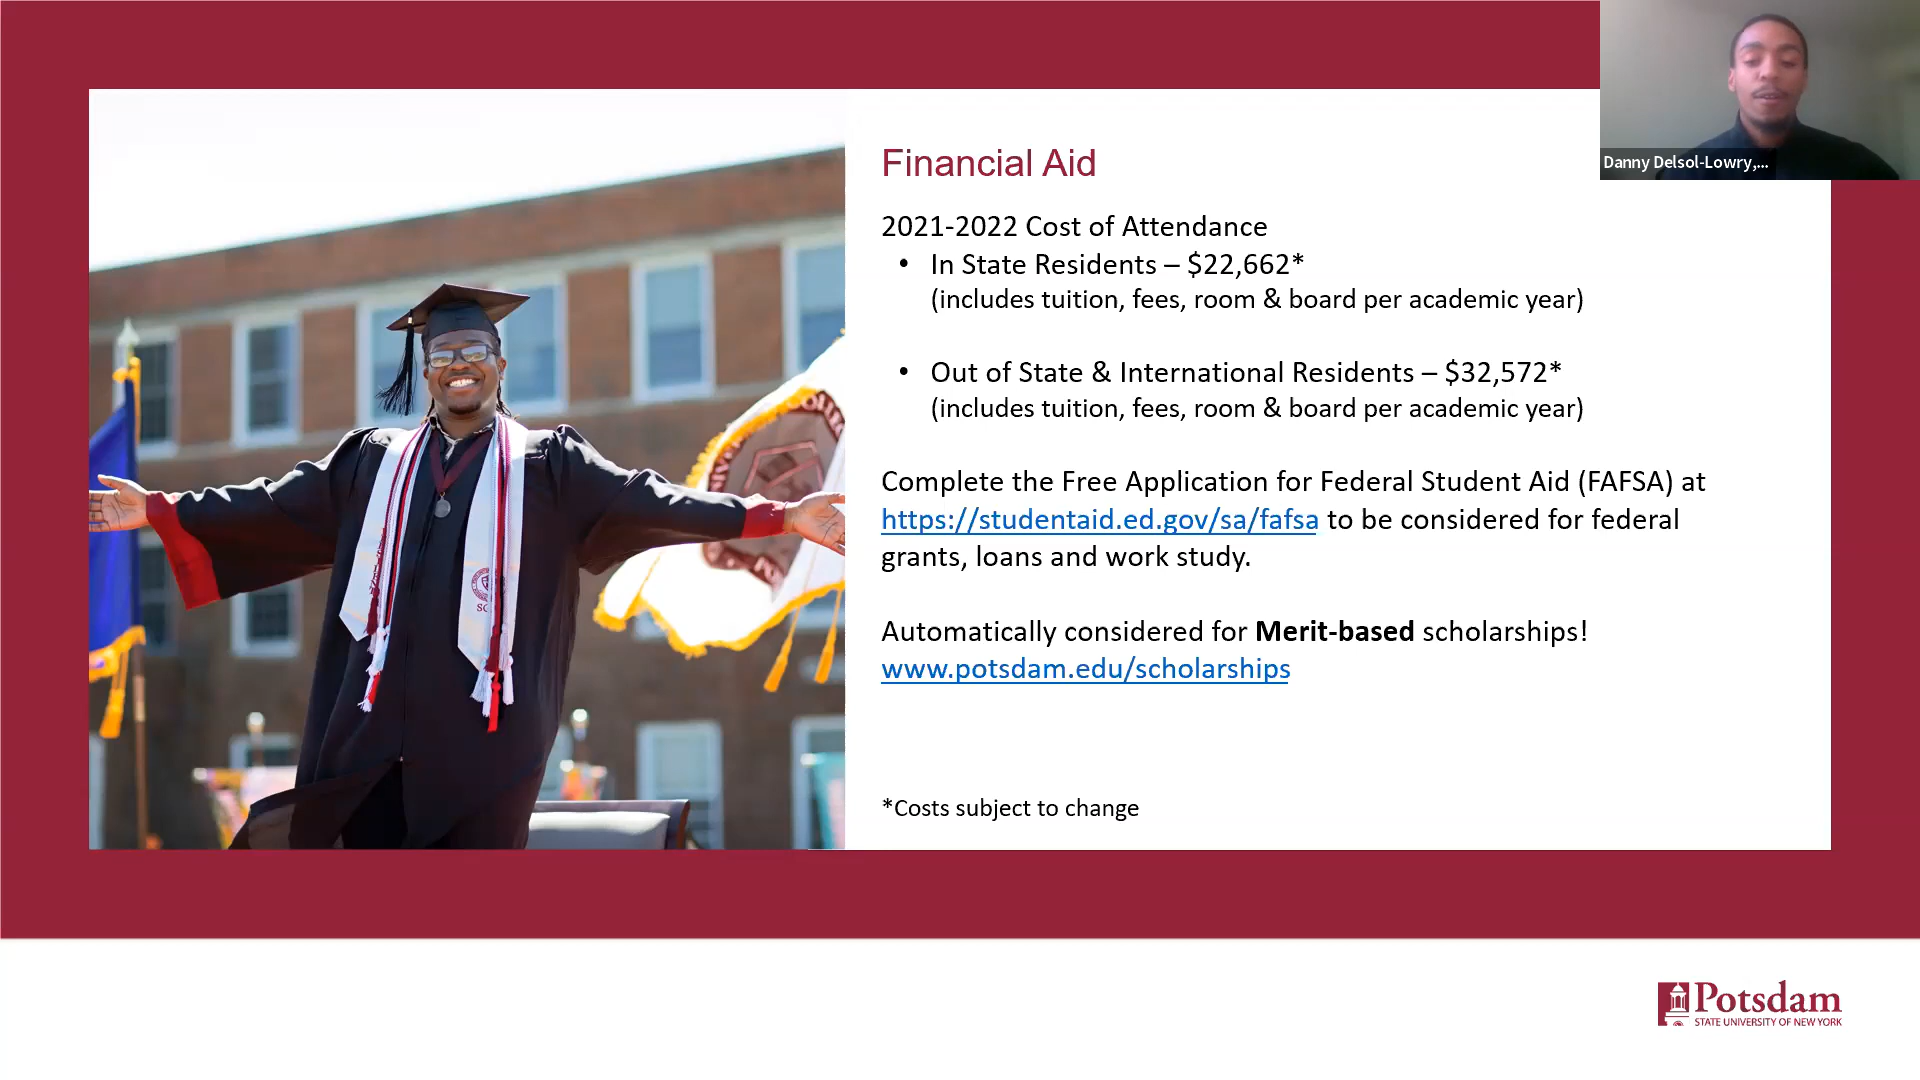 Danny Delsol-Lowry,...
Financial Aid
2021-2022 Cost of Attendance
• In State Residents – $22,662*
(includes tuition, fees, room & board per academic year)
• Out of State & International Residents – $32,572*
(includes tuition, fees, room & board per academic year)
Complete the Free Application for Federal Student Aid (FAFSA) at
https://studentaid.ed.gov/sa/fafsa to be considered for federal
grants, loans and work study.
Automatically considered for Merit-based scholarships!
www.potsdam.edu/scholarships
*Costs subject to change
Potsdam
STATE UNIVERSITY OF NEW YORK